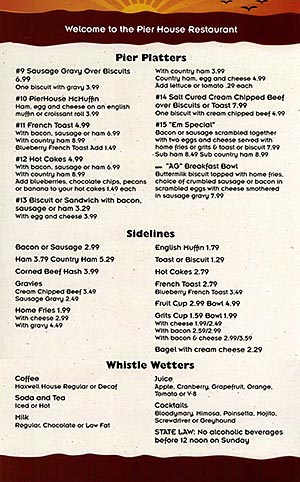 Welcome to the Pier House Restaurant
Pier Platters
#9 Sausage Gravy Over Biscuits
6.99
One biscuit with gravy 3.99
#10 PierHouse McMuffin
Ham, egg and cheese on an english
muffin or croissant roll 3.99
#11 French Toast 4.99
With bacon, sausage or ham 6.99
With country ham 8.99
Blueberry French Toast Add 1.49
#12 Hot Cakes 4.99
With bacon, sausage or ham 6.99
With country ham 8.99
Add blueberries, chocolate chips, pecans
or banana to your hot cakes 1.49 each
#13 Biscuit or Sandwich with bacon,
sausage or ham 3.29
With egg and cheese 3.99
With country ham 3.99
Country ham, egg and cheese 4.99
Add lettuce or tomato .29 each
#14 Salt Cured Cream Chipped Beef
over Biscuits or Toast 7.99
One biscuit with cream chipped beef 4.99
#15 "Em Special"
Bacon or sausage scrambled together
with two eggs and cheese served with
home fries or grits & toast or biscuit 7.99
Sub ham 8.49 Sub country ham 8.99
"AG" Breakfast Bowl
Buttermilk biscuit topped with home fries,
choice of crumbled sausage or bacon in
scrambled eggs with cheese smothered
in sausage gravy 7.99
Sidelines
Bacon or Sausage 2.99
Ham 3.79 Country Ham 5.29
Corned Beef Hash 3.99
Gravies
Cream Chipped Beef 3.49
Sausage Gravy 2.49
Home Fries 1.99
With cheese 2.99
With gravy 4.49
English Muffin 1.79
Toast or Biscuit 1.29
Hot Cakes 2.79
French Toast 2.79
Blueberry French Toast 3.49
Fruit Cup 2.99 Bowl 4.99
Grits Cup 1.59 Bowl 1.99
With cheese 1.99/2.49
With bacon 2.59/2.99
With bacon & cheese 2.99/3.59
Bagel with cream cheese 2.29
Whistle Wetters
Coffee
Maxwell House Regular or Decaf
Soda and Tea
Iced or Hot
Milk
Regular, Chocolate or Low Fat
Juice
Apple, Cranberry, Grapefruit, Orange,
Tomato or V-8
Cocktails
Bloodymary, Mimosa, Poinsetta, Mojito,
Screwdriver or Greyhound
STATE LAW: No alcoholic beverages
before 12 noon on Sunday